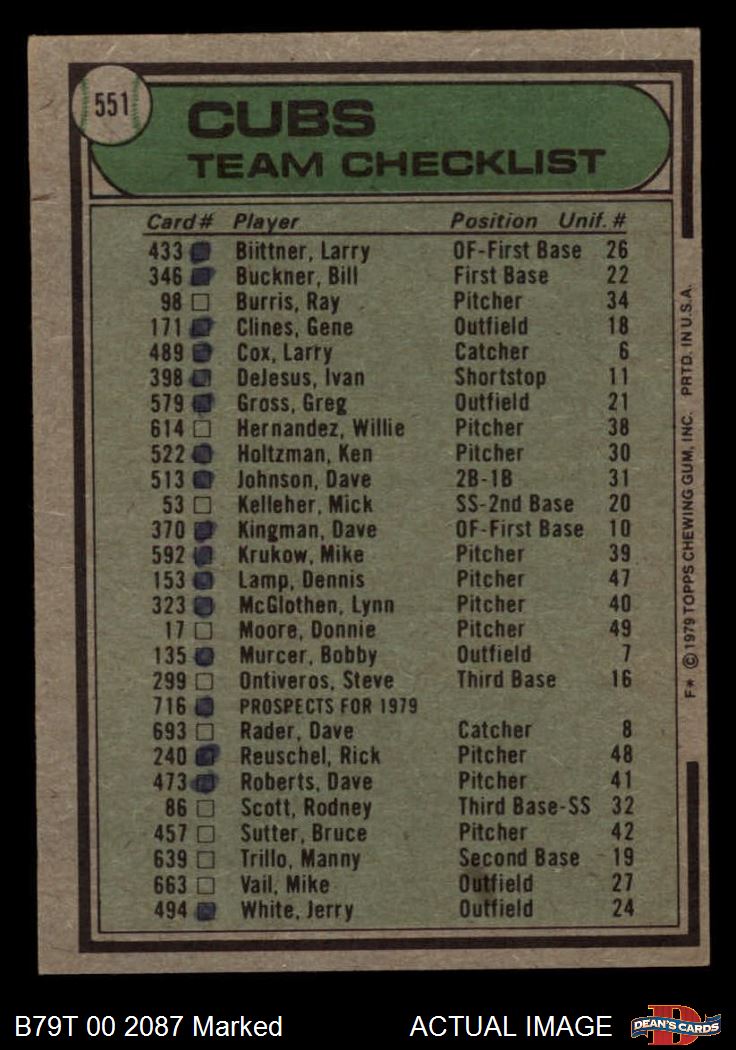 551
CUBS
TEAM CHECKLIST
Card # Player Position Unif. #
433 Biittner, Larry OF-First Base 26
346 Buckner, Bill First Base 22
98 Burris, Ray Pitcher 34
171 Clines, Gene Outfield 18
489 Cox, Larry Catcher 6
398 DeJesus, Ivan Shortstop 11
579 Gross, Greg Outfield 21
614 Hernandez, Willie Pitcher 38
522 Holtzman, Ken Pitcher 30
513 Johnson, Dave 2B-1B 31
53 Kelleher, Mick SS-2nd Base 20
370 Kingman, Dave OF-First Base 10
592 Krukow, Mike Pitcher 39
153 Lamp, Dennis Pitcher 47
323 McGlothen, Lynn Pitcher 40
17 Moore, Donnie Pitcher 49
135 Murcer, Bobby Outfield 7
299 Ontiveros, Steve Third Base 16
716 PROSPECTS FOR 1979
693 Rader, Dave Catcher 8
240 Reuschel, Rick Pitcher 48
473 Roberts, Dave Pitcher 41
86 Scott, Rodney Third Base-SS 32
457 Sutter, Bruce Pitcher 42
639 Trillo, Manny Second Base 19
663 Vail, Mike Outfield 27
494 White, Jerry Outfield 24
F* © 1979 TOPPS CHEWING GUM, INC. PRTD. IN U.S.A.
B79T 00 2087 Marked ACTUAL IMAGE
D
DEAN'S CARDS